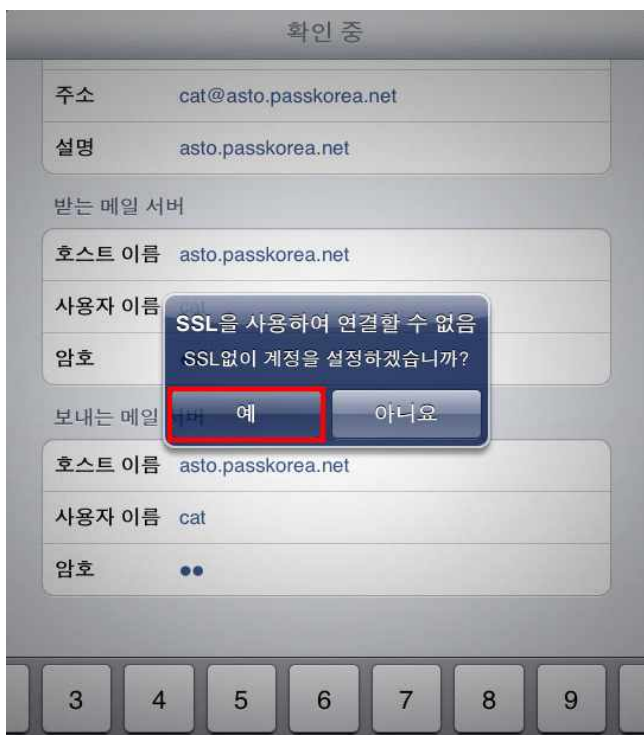 확인 중
주소 cat@asto.passkorea.net
설명 asto.passkorea.net
받는 메일 서버
호스트 이름 asto.passkorea.net
사용자 이름 cat
SSL을 사용하여 연결할 수 없음
암호 SSL없이 계정을 설정하겠습니까?
예 아니요
보내는 메일 서버
호스트 이름 asto.passkorea.net
사용자 이름 cat
암호 ●●
3 4 5 6 7 8 9